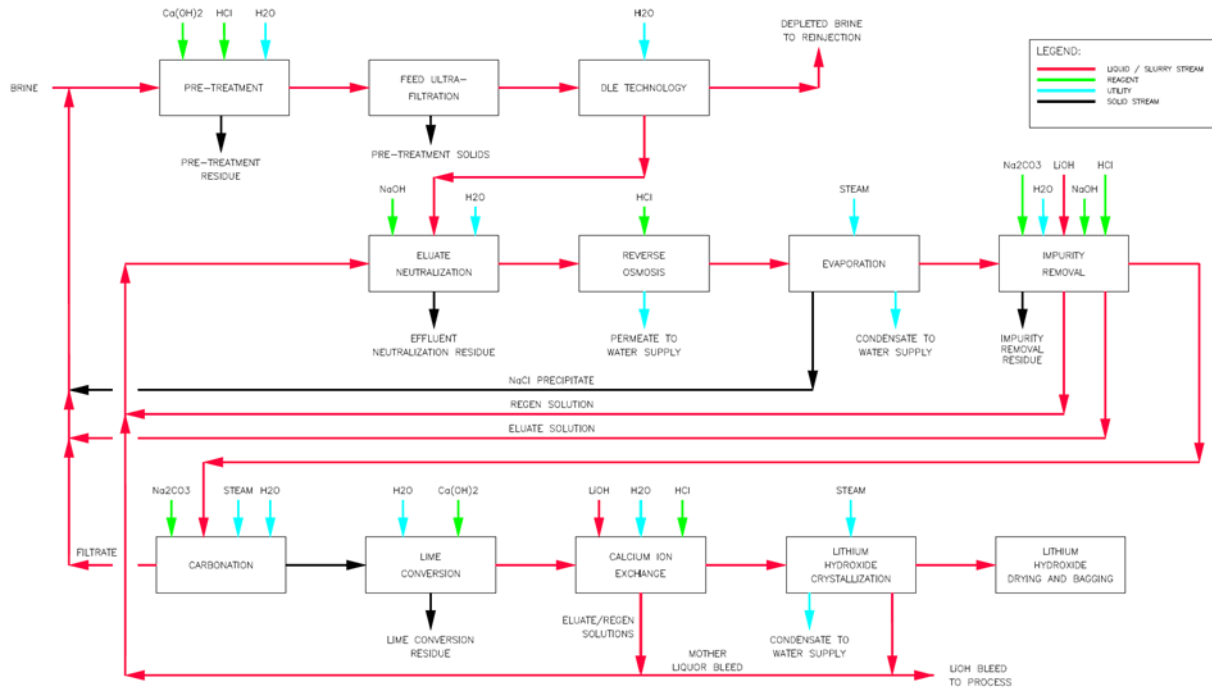 Ca(OH)2
HCl
H2O
HI2O
DEPLETED BRINE
TO REINJECTION
LEGEND:
LIQUID / SLURRY STREAM
REAGENT
UTILITY
SOLID STREAM
BRINE
PRE-TREATMENT
FEED ULTRA-
FILTRATION
DLE TECHNOLOGY
PRE-TREATMENT
RESIDUE
PRE-TREATMENT SOLIDS
NaOH
H2O
HCl
STEAM
Na2CO3
H2O
LiOH
NaOH
HCl
ELUATE
NEUTRALIZATION
REVERSE
OSMOSIS
EVAPORATION
IMPURITY
REMOVAL
EFFLUENT
NEUTRALIZATION RESIDUE
PERMEATE TO
WATER SUPPLY
CONDENSATE TO
WATER SUPPLY
IMPURITY
REMOVAL
RESIDUE
NaCl PRECIPITATE
REGEN SOLUTION
ELUATE SOLUTION
Na2CO3
STEAM
H2O
H2O
Ca(OH)2
LiOH
H2O
HCl
STEAM
FILTRATE
CARBONATION
LIME
CONVERSION
CALCIUM ION
EXCHANGE
LITHIUM
HYDROXIDE
CRYSTALLIZATION
LITHIUM
HYDROXIDE
DRYING AND BAGGING
LIME CONVERSION
RESIDUE
ELUATE/REGEN
SOLUTIONS
CONDENSATE TO
WATER SUPPLY
MOTHER
LIQUOR BLEED
LiOH BLEED
TO PROCESS